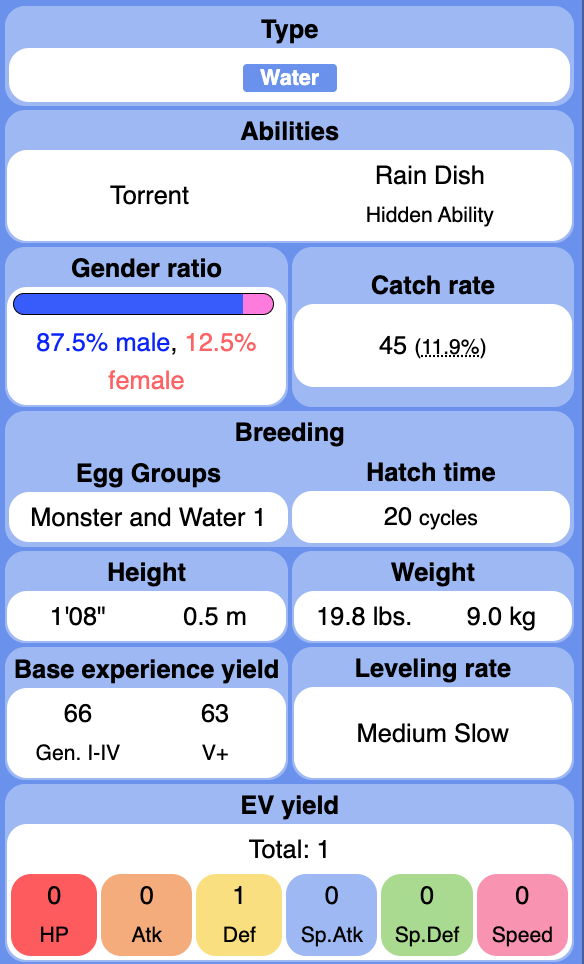 Type
Water
Abilities
Torrent
Rain Dish
Hidden Ability
Gender ratio
87.5% male, 12.5%
female
Catch rate
45 (11.9%)
Breeding
Egg Groups
Monster and Water 1
Hatch time
20 cycles
Height
1'08" 0.5 m
Weight
19.8 lbs. 9.0 kg
Base experience yield
66 63
Gen. I-IV V+
Leveling rate
Medium Slow
EV yield
Total: 1
0 0 1 0 0 0
HP Atk Def Sp.Atk Sp.Def Speed